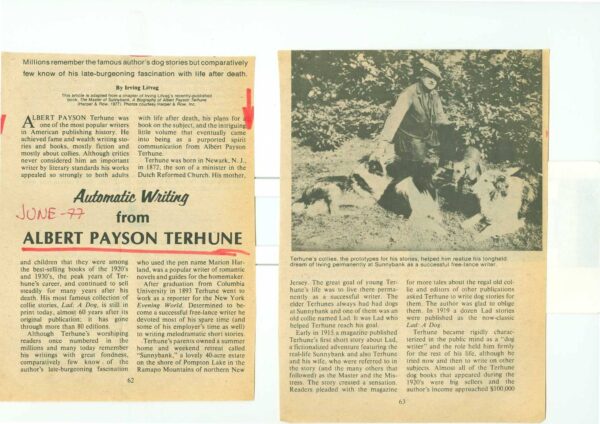 Millions remember the famous author's dog stories but comparatively
few know of his late-burgeoning fascination with life after death.
By Irving Litvag
This article is adapted from a chapter of Irving Litvag's recently-published
book, The Master of Sunnybank, A Biography of Albert Payson Terhune
(Harper & Row, 1977). Photos courtesy Harper & Row, Inc.
ALBERT PAYSON Terhune was
one of the most popular writers
in American publishing history. He
achieved fame and wealth writing sto-
ries and books, mostly fiction and
mostly about collies. Although critics
never considered him an important
writer by literary standards his works
appealed so strongly to both adults
with life after death, his plans for a
book on the subject, and the intriguing
little volume that eventually came
into being as a purported spirit
communication from Albert Payson
Terhune.
Terhune was born in Newark, N. J.,
in 1872, the son of a minister in the
Dutch Reformed Church. His mother,
Automatic Writing
JUNE-77
from
ALBERT PAYSON TERHUNE
and children that they were among
the best-selling books of the 1920's
and 1930's, the peak years of Ter-
hune's career, and continued to sell
steadily for many years after his
death. His most famous collection of
collie stories, Lad: A Dog, is still in
print today, almost 60 years after its
original publication; it has gone
through more than 80 editions.
Although Terhune's worshiping
readers once numbered in the
millions and many today remember
his writings with great fondness,
comparatively few know of the
author's late-burgeoning fascination
who used the pen name Marion Har-
land, was a popular writer of romantic
novels and guides for the homemaker.
After graduation from Columbia
University in 1893 Terhune went to
work as a reporter for the New York
Evening World. Determined to be-
come a successful free-lance writer he
devoted most of his spare time (and
some of his employer's time as well)
to writing melodramatic short stories.
Terhune's parents owned a summer
home and weekend retreat called
"Sunnybank," a lovely 40-acre estate
on the shore of Pompton Lake in the
Ramapo Mountains of northern New
62
Terhune's collies, the prototypes for his stories, helped him realize his longheld
dream of living permanently at Sunnybank as a successful free-lance writer.
Jersey. The great goal of young Ter-
hune's life was to live there perma-
nently as a successful writer. The
elder Terhunes always had had dogs
at Sunnybank and one of them was an
old collie named Lad. It was Lad who
helped Terhune reach his goal.
Early in 1915 a magazine published
Terhune's first short story about Lad,
a fictionalized adventure featuring the
real-life Sunnybank and also Terhune
and his wife, who were referred to in
the story (and the many others that
followed) as the Master and the Mis-
tress. The story created a sensation.
Readers pleaded with the magazine
for more tales about the regal old col-
lie and editors of other publications
asked Terhune to write dog stories for
them. The author was glad to oblige
them. In 1919 a dozen Lad stories
were published as the now-classic
Lad: A Dog.
Terhune became rigidly charac-
terized in the public mind as a "dog
writer" and the role held him firmly
for the rest of his life, although he
tried now and then to write on other
subjects. Almost all of the Terhune
dog books that appeared during the
1920's were big sellers and the
author's income approached $100,000
63